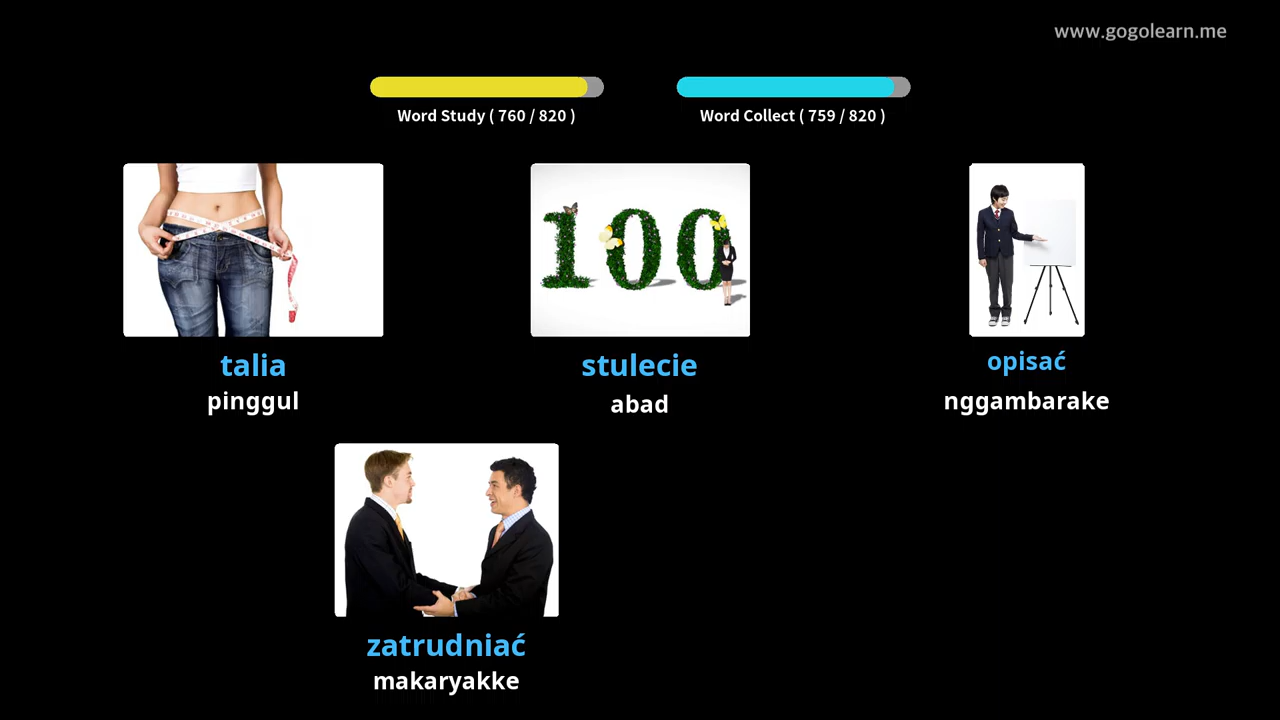 www.gogolearn.me
Word Study ( 760 / 820 )
Word Collect ( 759 / 820 )
talia
pinggul
stulecie
abad
opisać
nggambarake
zatrudniać
makaryakke